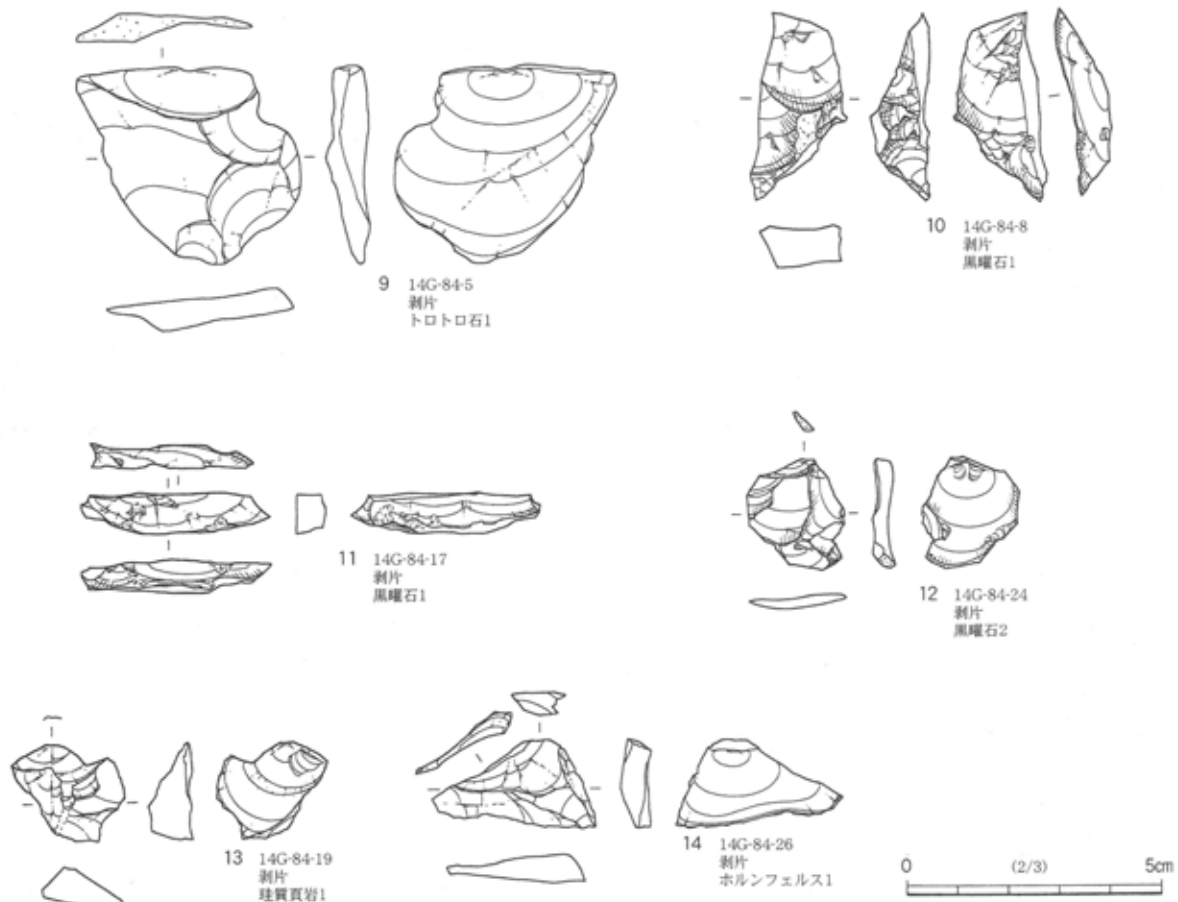 9 14G-84-5
剥片
トロトロ石1
10 14G-84-8
剥片
黒曜石1
11 14G-84-17
剥片
黒曜石1
12 14G-84-24
剥片
黒曜石2
13 14G-84-19
剥片
珪質頁岩1
14 14G-84-26
剥片
ホルンフェルス1
0 (2/3) 5cm